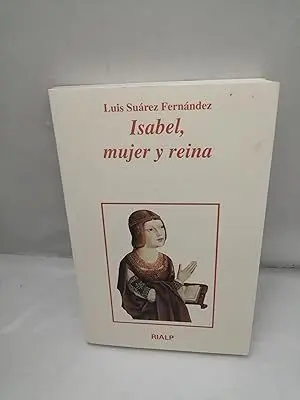 Luis Suárez Fernández
Isabel,
mujer y reina
RIALP